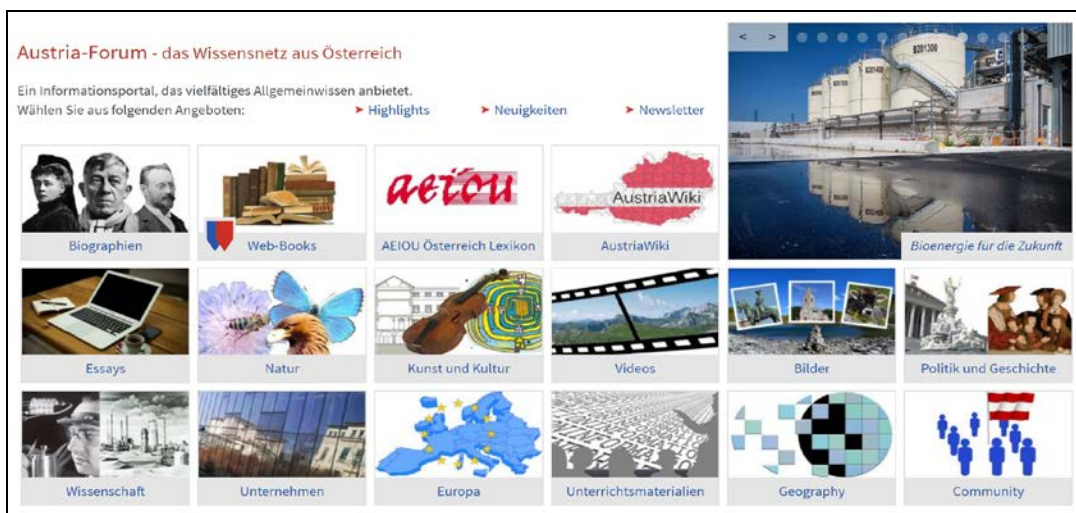 Austria-Forum - das Wissensnetz aus Österreich
Ein Informationsportal, das vielfältiges Allgemeinwissen anbietet.
Wählen Sie aus folgenden Angeboten:
➤ Highlights
➤ Neuigkeiten
➤ Newsletter
< >
B201300
Bioenergie für die Zukunft
aeiou
AustriaWiki
Biographien
Web-Books
AEIOU Österreich Lexikon
AustriaWiki
Essays
Natur
Kunst und Kultur
Videos
Bilder
Politik und Geschichte
Wissenschaft
Unternehmen
Europa
Unterrichtsmaterialien
Geography
Community